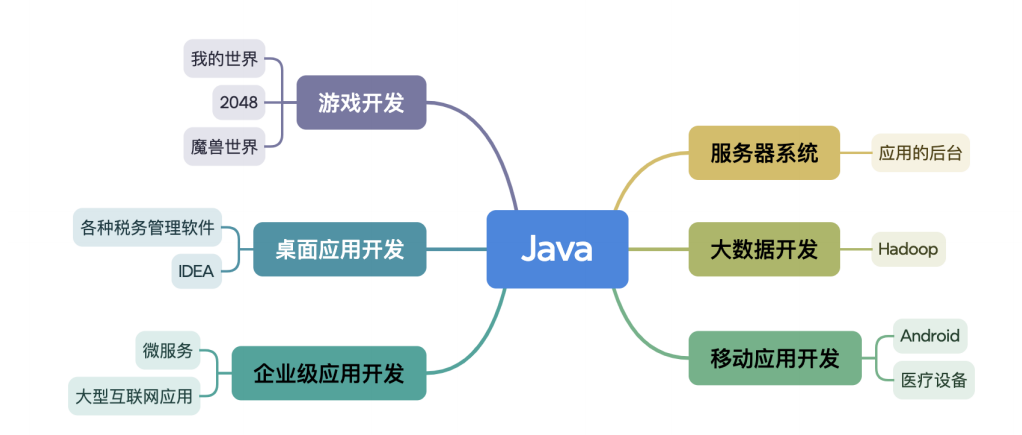 Java
游戏开发
我的世界
2048
魔兽世界
桌面应用开发
各种税务管理软件
IDEA
企业级应用开发
微服务
大型互联网应用
服务器系统
应用的后台
大数据开发
Hadoop
移动应用开发
Android
医疗设备